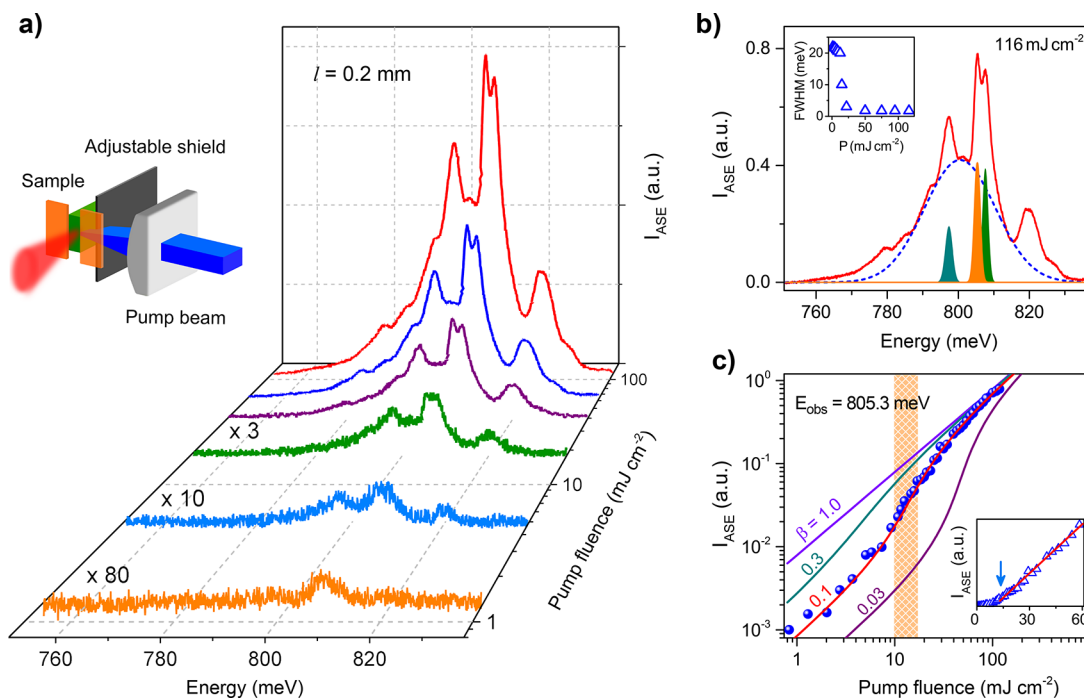 a)
l = 0.2 mm
Adjustable shield
Sample
Pump beam
I_ASE (a.u.)
x 3
x 10
x 80
100
10
1
Pump fluence (mJ cm⁻²)
760
780
800
820
Energy (meV)
b)
116 mJ cm⁻²
FWHM (meV)
20
10
0
0 50 100
P (mJ cm⁻²)
I_ASE (a.u.)
0.8
0.4
0.0
760 780 800 820
Energy (meV)
c)
E_obs = 805.3 meV
I_ASE (a.u.)
10⁰
10⁻¹
10⁻²
10⁻³
β = 1.0
0.3
0.1
0.03
I_ASE (a.u.)
0 30 60
1 10 100
Pump fluence (mJ cm⁻²)